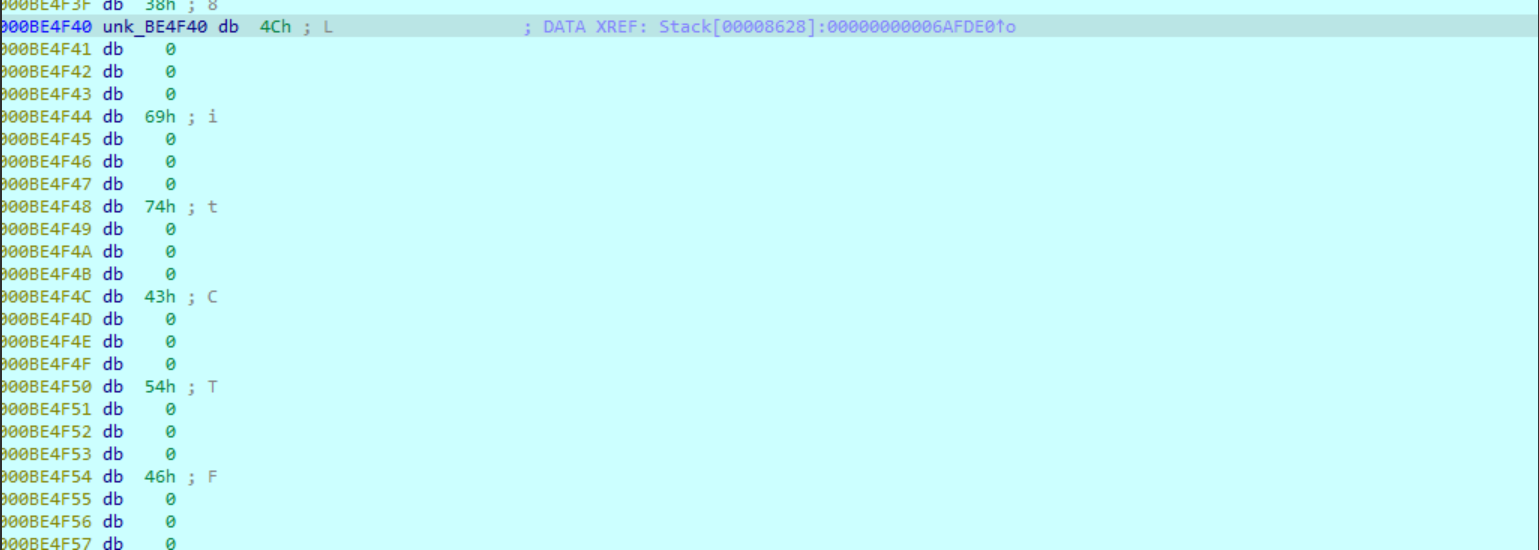 000BE4F3F db  38h ; 8
000BE4F40 unk_BE4F40 db  4Ch ; L                  ; DATA XREF: Stack[00008628]:00000000006AFDE0↑o
000BE4F41 db    0
000BE4F42 db    0
000BE4F43 db    0
000BE4F44 db  69h ; i
000BE4F45 db    0
000BE4F46 db    0
000BE4F47 db    0
000BE4F48 db  74h ; t
000BE4F49 db    0
000BE4F4A db    0
000BE4F4B db    0
000BE4F4C db  43h ; C
000BE4F4D db    0
000BE4F4E db    0
000BE4F4F db    0
000BE4F50 db  54h ; T
000BE4F51 db    0
000BE4F52 db    0
000BE4F53 db    0
000BE4F54 db  46h ; F
000BE4F55 db    0
000BE4F56 db    0
000BE4F57 db    0